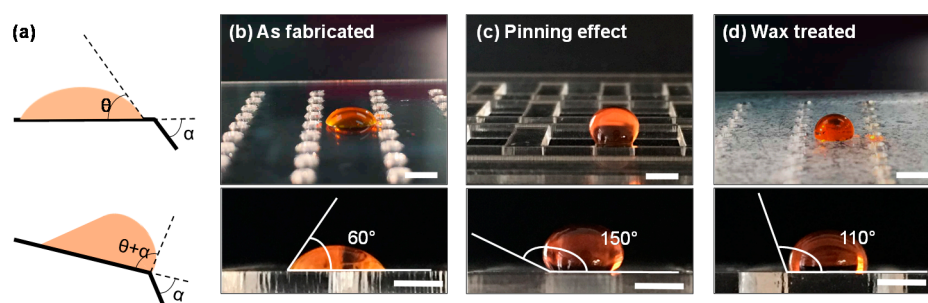 (a)
θ
α
θ+α
α
(b) As fabricated
60°
(c) Pinning effect
150°
(d) Wax treated
110°